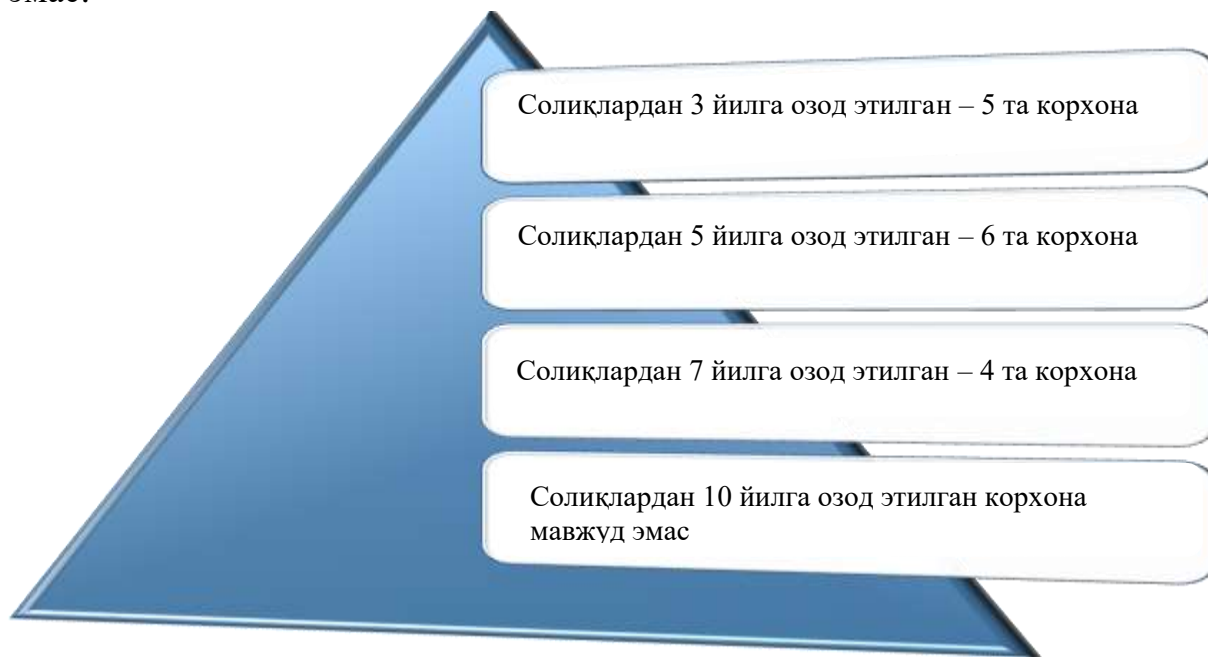 Солиқлардан 3 йилга озод этилган – 5 та корхона
Солиқлардан 5 йилга озод этилган – 6 та корхона
Солиқлардан 7 йилга озод этилган – 4 та корхона
Солиқлардан 10 йилга озод этилган корхона
мавжуд эмас